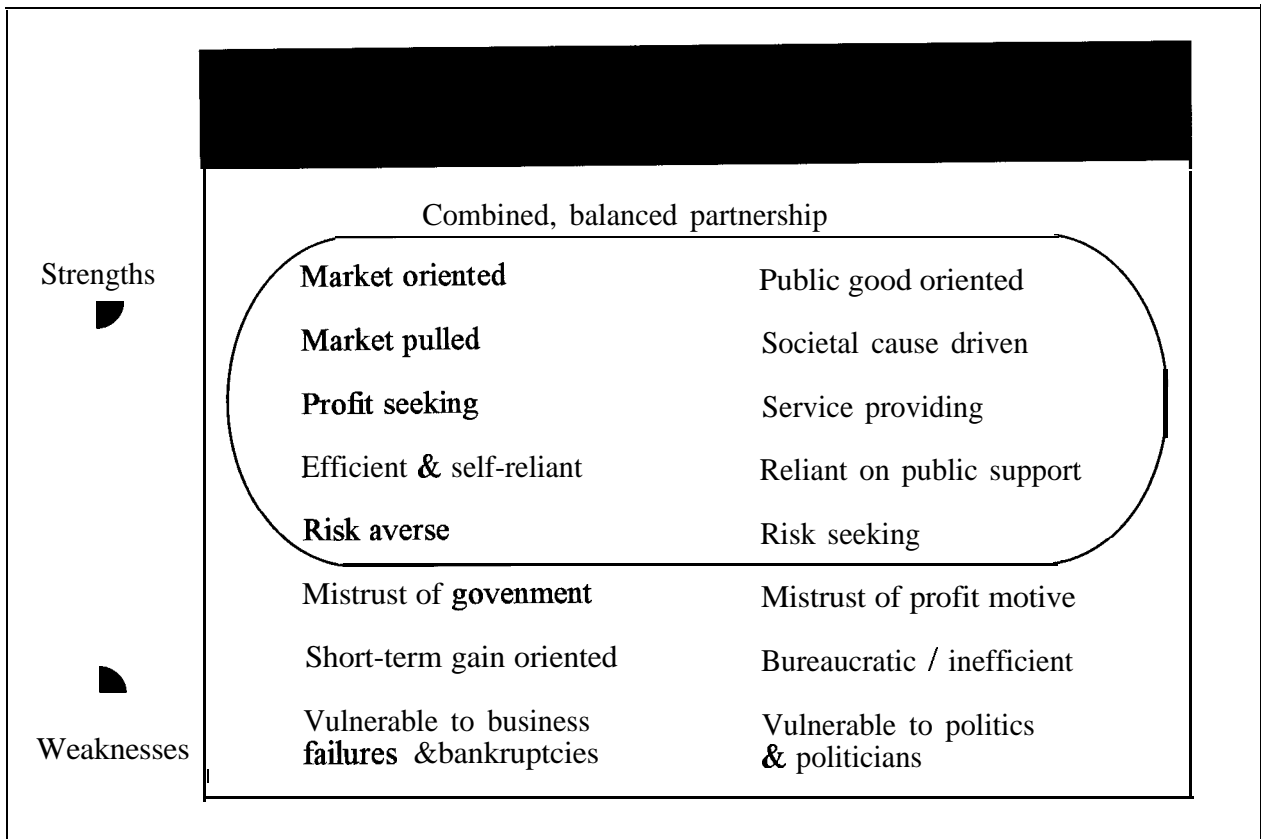 Combined, balanced partnership
Strengths
Market oriented
Public good oriented
Market pulled
Societal cause driven
Profit seeking
Service providing
Efficient & self-reliant
Reliant on public support
Risk averse
Risk seeking
Mistrust of govenment
Mistrust of profit motive
Short-term gain oriented
Bureaucratic / inefficient
Weaknesses
Vulnerable to business
failures &bankruptcies
Vulnerable to politics
& politicians